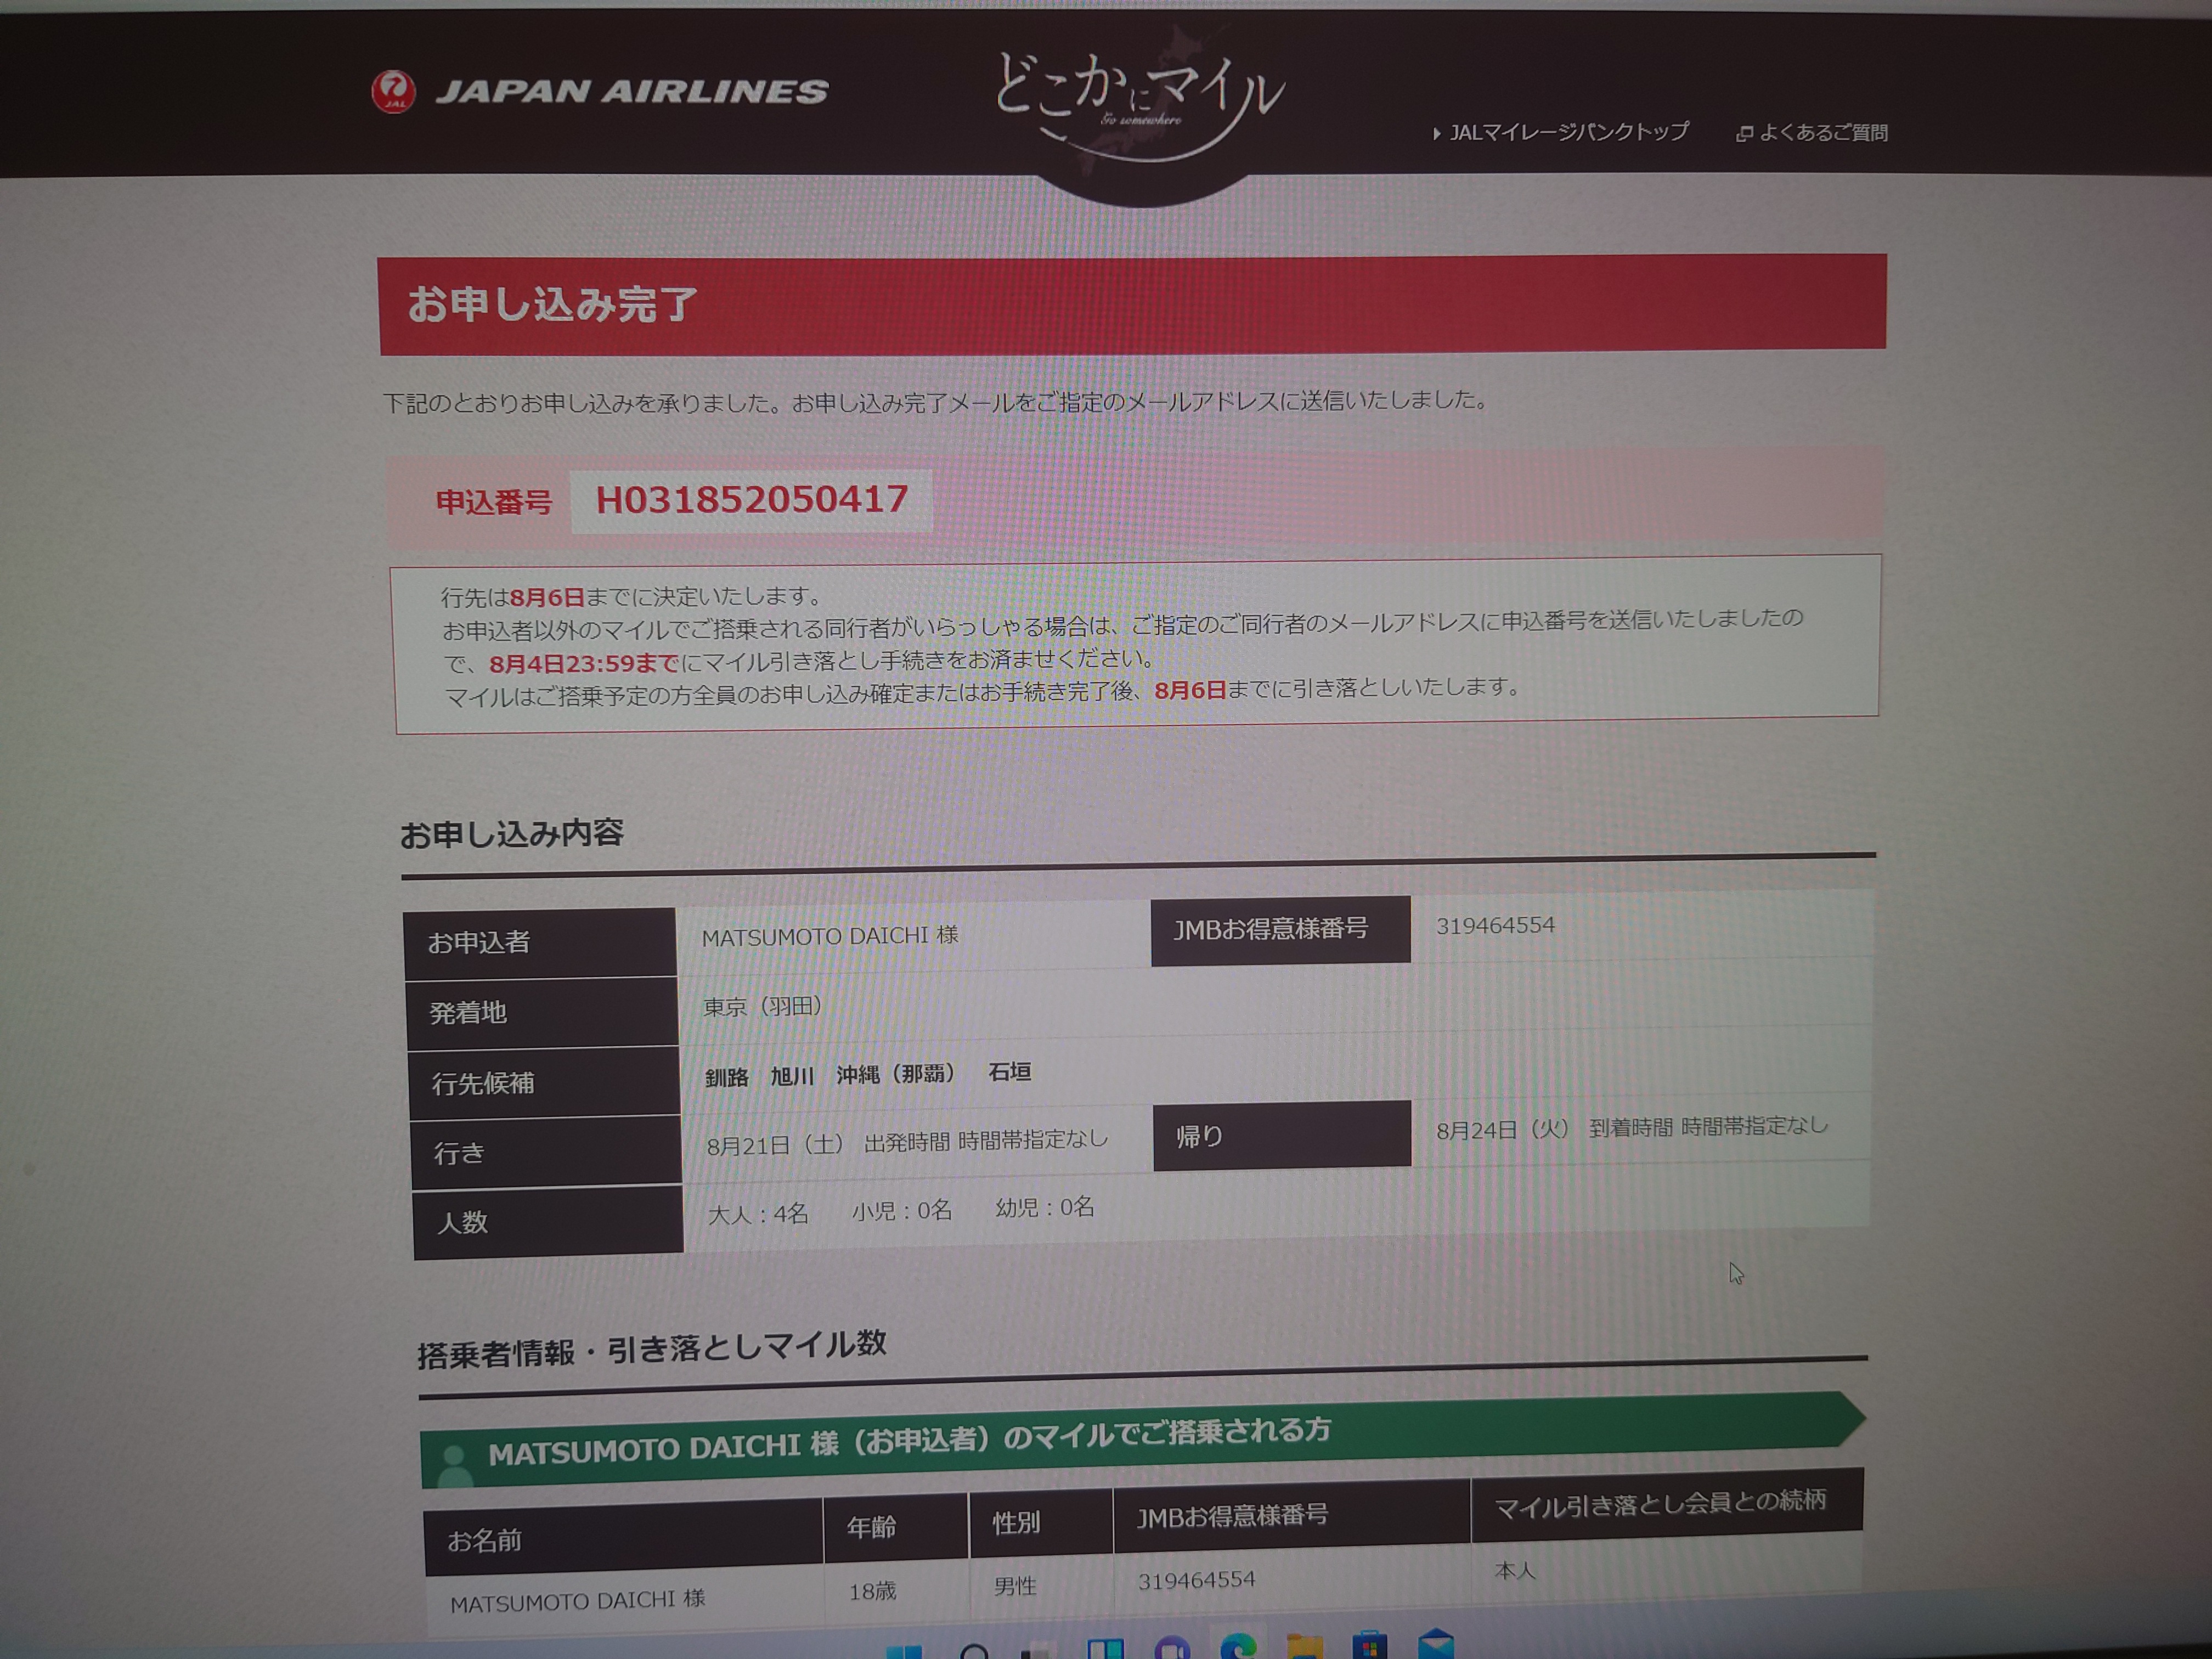 JAL JAPAN AIRLINES
どこかにマイル
Go somewhere
JALマイレージバンクトップ よくあるご質問
お申し込み完了
下記のとおりお申し込みを承りました。お申し込み完了メールをご指定のメールアドレスに送信いたしました。
申込番号 H031852050417
行先は8月6日までに決定いたします。
お申込者以外のマイルでご搭乗される同行者がいらっしゃる場合は、ご指定のご同行者のメールアドレスに申込番号を送信いたしましたの
で、8月4日23:59までにマイル引き落とし手続きをお済ませください。
マイルはご搭乗予定の方全員のお申し込み確定またはお手続き完了後、8月6日までに引き落としいたします。
お申し込み内容
お申込者 MATSUMOTO DAICHI 様 JMBお得意様番号 319464554
発着地 東京（羽田）
行先候補 釧路 旭川 沖縄（那覇） 石垣
行き 8月21日（土） 出発時間 時間帯指定なし 帰り 8月24日（火） 到着時間 時間帯指定なし
人数 大人：4名 小児：0名 幼児：0名
搭乗者情報・引き落としマイル数
MATSUMOTO DAICHI 様（お申込者）のマイルでご搭乗される方
お名前 年齢 性別 JMBお得意様番号 マイル引き落とし会員との続柄
MATSUMOTO DAICHI 様 18歳 男性 319464554 本人